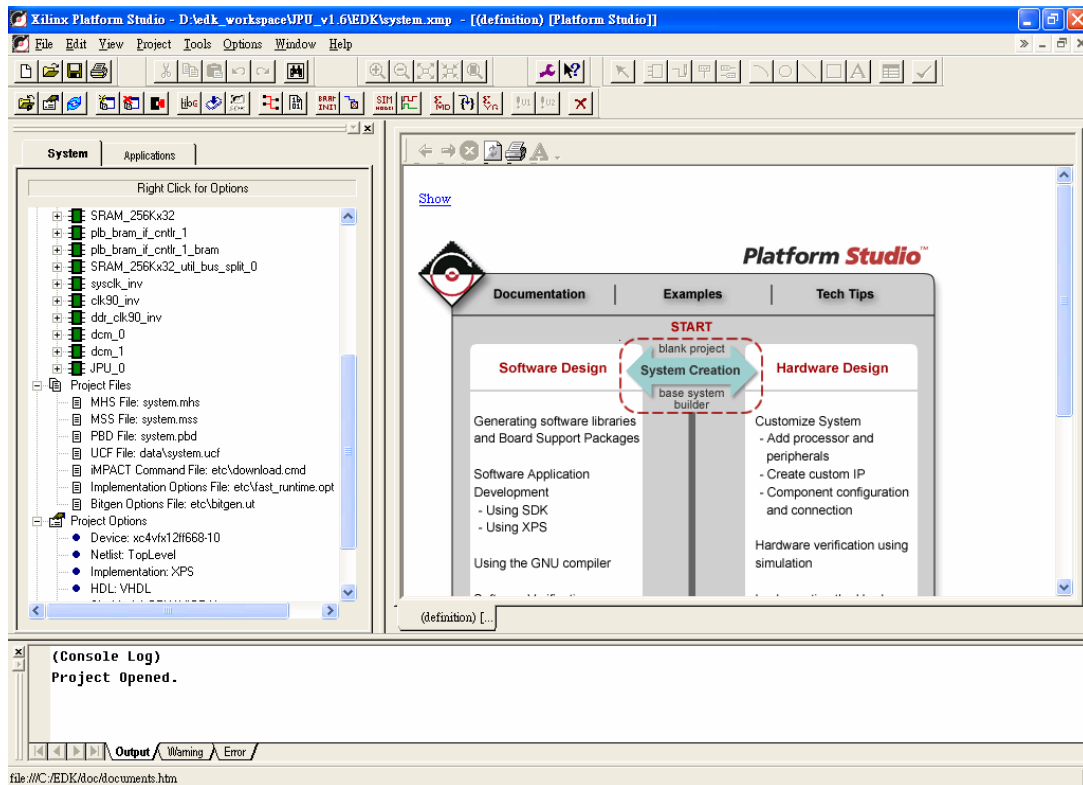 Xilinx Platform Studio - D:\edk_workspace\JPU_v1.6\EDK\system.xmp - [(definition) [Platform Studio]]
File Edit View Project Tools Options Window Help
System Applications
Right Click for Options
SRAM_256Kx32
plb_bram_if_cntlr_1
plb_bram_if_cntlr_1_bram
SRAM_256Kx32_util_bus_split_0
sysclk_inv
clk90_inv
ddr_clk90_inv
dcm_0
dcm_1
JPU_0
Project Files
MHS File: system.mhs
MSS File: system.mss
PBD File: system.pbd
UCF File: data\system.ucf
iMPACT Command File: etc\download.cmd
Implementation Options File: etc\fast_runtime.opt
Bitgen Options File: etc\bitgen.ut
Project Options
Device: xc4vfx12ff668-10
Netlist: TopLevel
Implementation: XPS
HDL: VHDL
Show
Platform Studio™
Documentation | Examples | Tech Tips
START
blank project
Software Design
System Creation
Hardware Design
base system
builder
Generating software libraries
and Board Support Packages
Software Application
Development
- Using SDK
- Using XPS
Using the GNU compiler
Customize System
- Add processor and
peripherals
- Create custom IP
- Component configuration
and connection
Hardware verification using
simulation
(definition) [...
(Console Log)
Project Opened.
Output Warning Error
file:///C:/EDK/doc/documents.htm